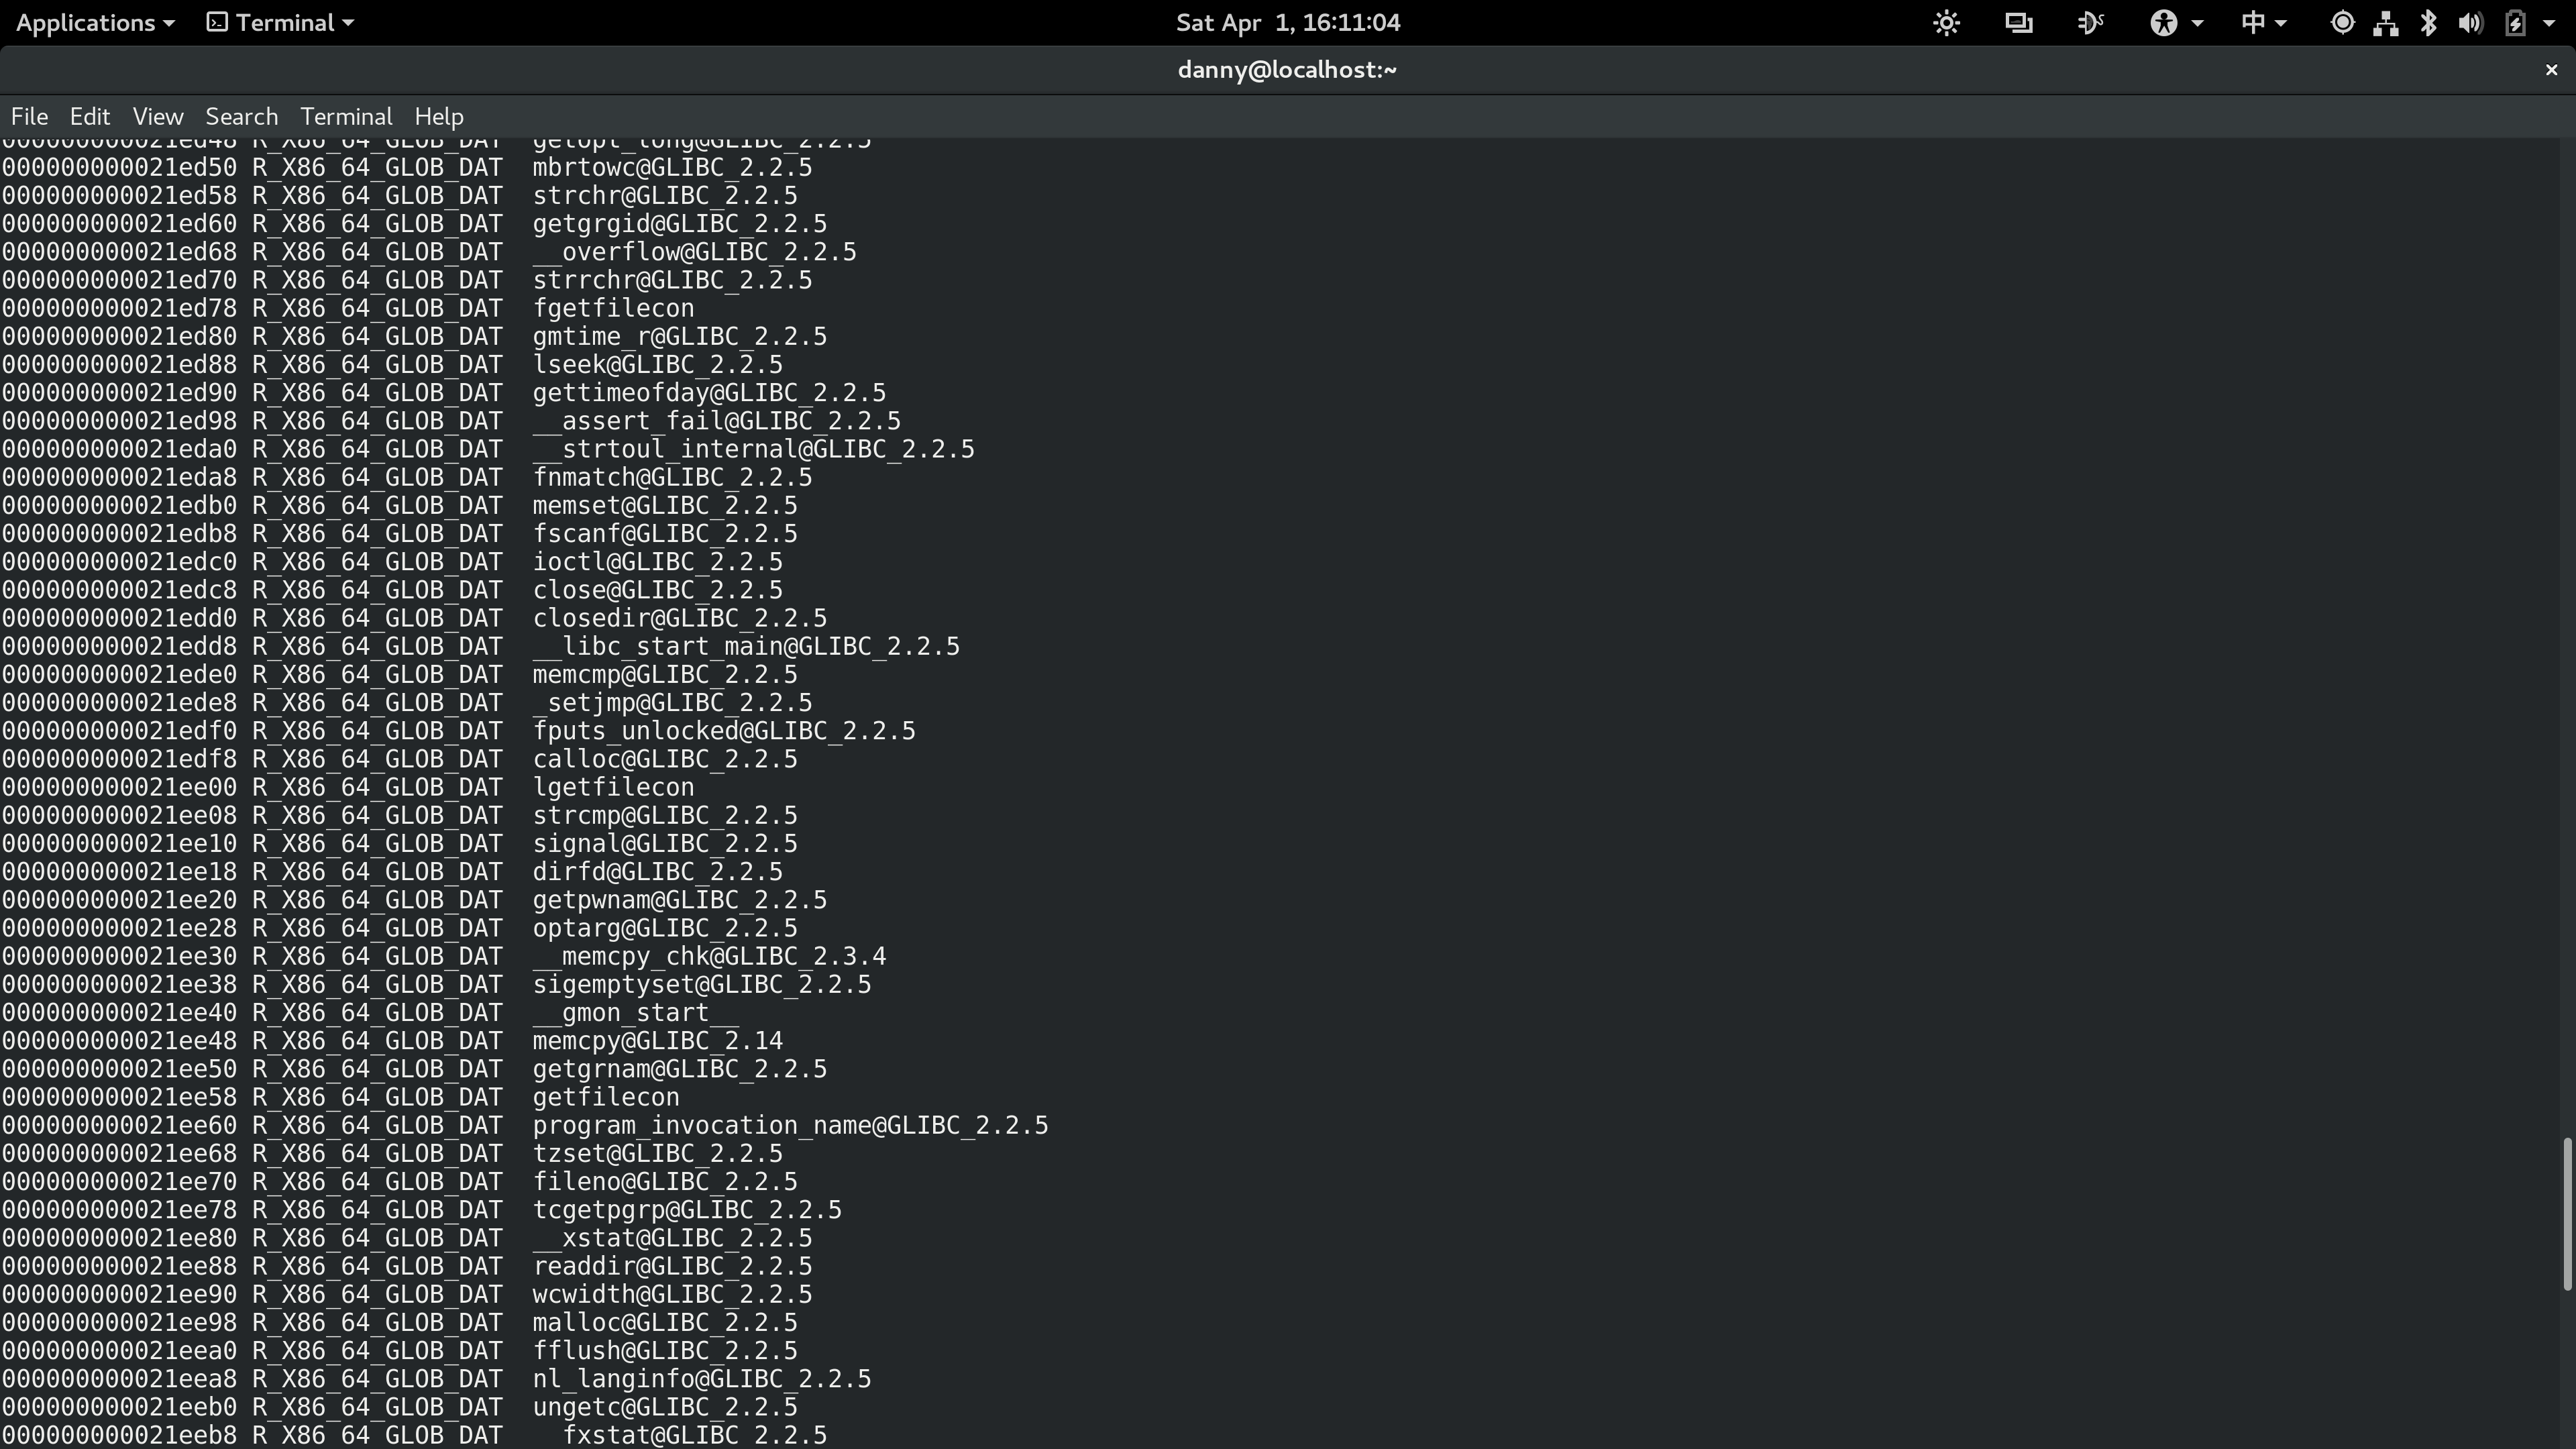 Applications Terminal Sat Apr 1, 16:11:04 中
danny@localhost:~
File Edit View Search Terminal Help
000000000021ed48 R_X86_64_GLOB_DAT  getopt_long@GLIBC_2.2.5
000000000021ed50 R_X86_64_GLOB_DAT  mbrtowc@GLIBC_2.2.5
000000000021ed58 R_X86_64_GLOB_DAT  strchr@GLIBC_2.2.5
000000000021ed60 R_X86_64_GLOB_DAT  getgrgid@GLIBC_2.2.5
000000000021ed68 R_X86_64_GLOB_DAT  __overflow@GLIBC_2.2.5
000000000021ed70 R_X86_64_GLOB_DAT  strrchr@GLIBC_2.2.5
000000000021ed78 R_X86_64_GLOB_DAT  fgetfilecon
000000000021ed80 R_X86_64_GLOB_DAT  gmtime_r@GLIBC_2.2.5
000000000021ed88 R_X86_64_GLOB_DAT  lseek@GLIBC_2.2.5
000000000021ed90 R_X86_64_GLOB_DAT  gettimeofday@GLIBC_2.2.5
000000000021ed98 R_X86_64_GLOB_DAT  __assert_fail@GLIBC_2.2.5
000000000021eda0 R_X86_64_GLOB_DAT  __strtoul_internal@GLIBC_2.2.5
000000000021eda8 R_X86_64_GLOB_DAT  fnmatch@GLIBC_2.2.5
000000000021edb0 R_X86_64_GLOB_DAT  memset@GLIBC_2.2.5
000000000021edb8 R_X86_64_GLOB_DAT  fscanf@GLIBC_2.2.5
000000000021edc0 R_X86_64_GLOB_DAT  ioctl@GLIBC_2.2.5
000000000021edc8 R_X86_64_GLOB_DAT  close@GLIBC_2.2.5
000000000021edd0 R_X86_64_GLOB_DAT  closedir@GLIBC_2.2.5
000000000021edd8 R_X86_64_GLOB_DAT  __libc_start_main@GLIBC_2.2.5
000000000021ede0 R_X86_64_GLOB_DAT  memcmp@GLIBC_2.2.5
000000000021ede8 R_X86_64_GLOB_DAT  _setjmp@GLIBC_2.2.5
000000000021edf0 R_X86_64_GLOB_DAT  fputs_unlocked@GLIBC_2.2.5
000000000021edf8 R_X86_64_GLOB_DAT  calloc@GLIBC_2.2.5
000000000021ee00 R_X86_64_GLOB_DAT  lgetfilecon
000000000021ee08 R_X86_64_GLOB_DAT  strcmp@GLIBC_2.2.5
000000000021ee10 R_X86_64_GLOB_DAT  signal@GLIBC_2.2.5
000000000021ee18 R_X86_64_GLOB_DAT  dirfd@GLIBC_2.2.5
000000000021ee20 R_X86_64_GLOB_DAT  getpwnam@GLIBC_2.2.5
000000000021ee28 R_X86_64_GLOB_DAT  optarg@GLIBC_2.2.5
000000000021ee30 R_X86_64_GLOB_DAT  __memcpy_chk@GLIBC_2.3.4
000000000021ee38 R_X86_64_GLOB_DAT  sigemptyset@GLIBC_2.2.5
000000000021ee40 R_X86_64_GLOB_DAT  __gmon_start__
000000000021ee48 R_X86_64_GLOB_DAT  memcpy@GLIBC_2.14
000000000021ee50 R_X86_64_GLOB_DAT  getgrnam@GLIBC_2.2.5
000000000021ee58 R_X86_64_GLOB_DAT  getfilecon
000000000021ee60 R_X86_64_GLOB_DAT  program_invocation_name@GLIBC_2.2.5
000000000021ee68 R_X86_64_GLOB_DAT  tzset@GLIBC_2.2.5
000000000021ee70 R_X86_64_GLOB_DAT  fileno@GLIBC_2.2.5
000000000021ee78 R_X86_64_GLOB_DAT  tcgetpgrp@GLIBC_2.2.5
000000000021ee80 R_X86_64_GLOB_DAT  __xstat@GLIBC_2.2.5
000000000021ee88 R_X86_64_GLOB_DAT  readdir@GLIBC_2.2.5
000000000021ee90 R_X86_64_GLOB_DAT  wcwidth@GLIBC_2.2.5
000000000021ee98 R_X86_64_GLOB_DAT  malloc@GLIBC_2.2.5
000000000021eea0 R_X86_64_GLOB_DAT  fflush@GLIBC_2.2.5
000000000021eea8 R_X86_64_GLOB_DAT  nl_langinfo@GLIBC_2.2.5
000000000021eeb0 R_X86_64_GLOB_DAT  ungetc@GLIBC_2.2.5
000000000021eeb8 R_X86_64_GLOB_DAT  __fxstat@GLIBC_2.2.5